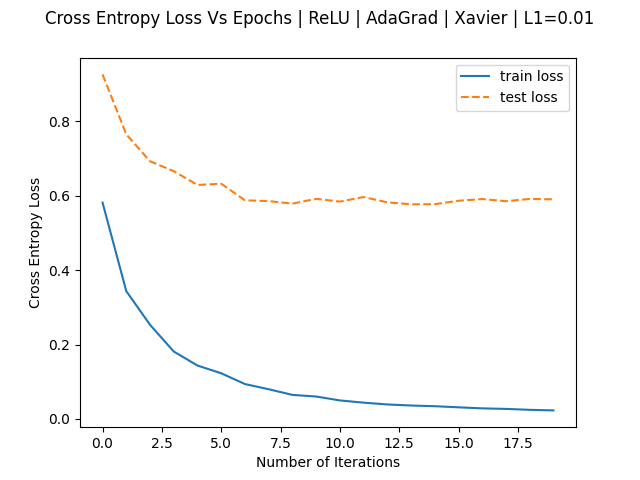 Cross Entropy Loss Vs Epochs | ReLU | AdaGrad | Xavier | L1=0.01
train loss
test loss
Cross Entropy Loss
0.8
0.6
0.4
0.2
0.0
0.0 2.5 5.0 7.5 10.0 12.5 15.0 17.5
Number of Iterations